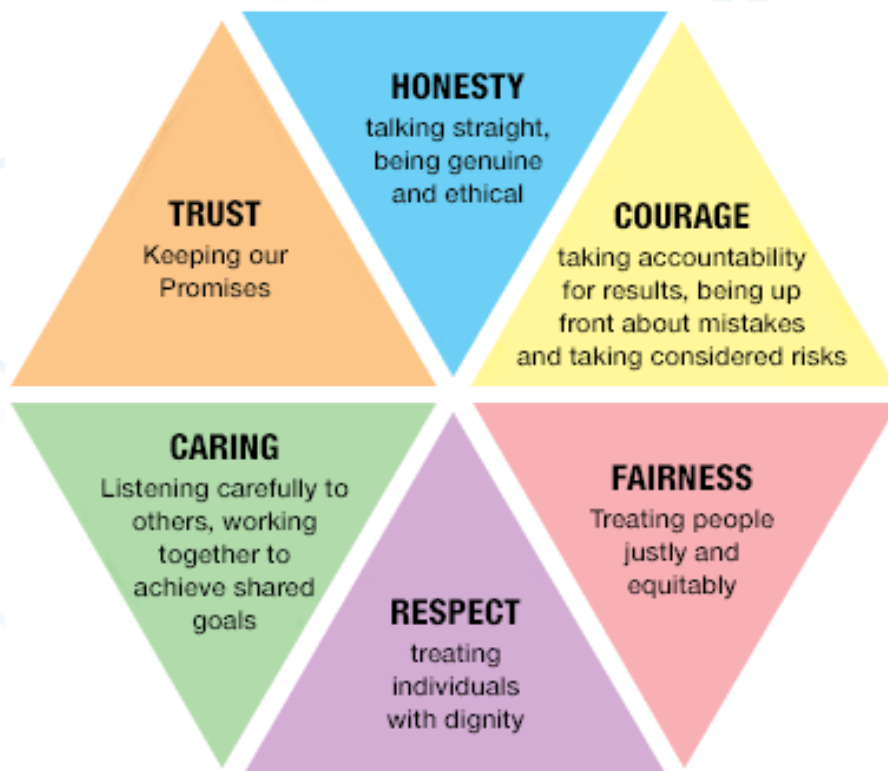 HONESTY
talking straight,
being genuine
and ethical
TRUST
Keeping our
Promises
COURAGE
taking accountability
for results, being up
front about mistakes
and taking considered risks
CARING
Listening carefully to
others, working
together to
achieve shared
goals
RESPECT
treating
individuals
with dignity
FAIRNESS
Treating people
justly and
equitably